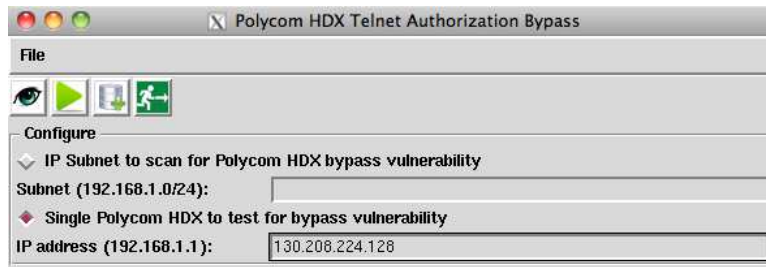 Polycom HDX Telnet Authorization Bypass
File
Configure
IP Subnet to scan for Polycom HDX bypass vulnerability
Subnet (192.168.1.0/24):
Single Polycom HDX to test for bypass vulnerability
IP address (192.168.1.1): 130.208.224.128